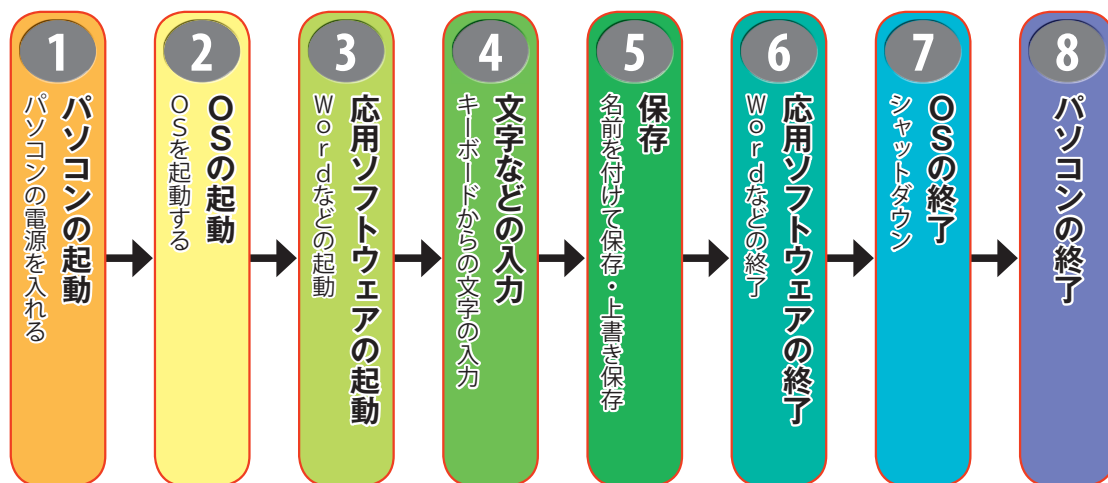 1
パソコンの起動
パソコンの電源を入れる
2
OSの起動
OSを起動する
3
応用ソフトウェアの起動
Wordなどの起動
4
文字などの入力
キーボードからの文字の入力
5
保存
名前を付けて保存・上書き保存
6
応用ソフトウェアの終了
Wordなどの終了
7
OSの終了
シャットダウン
8
パソコンの終了